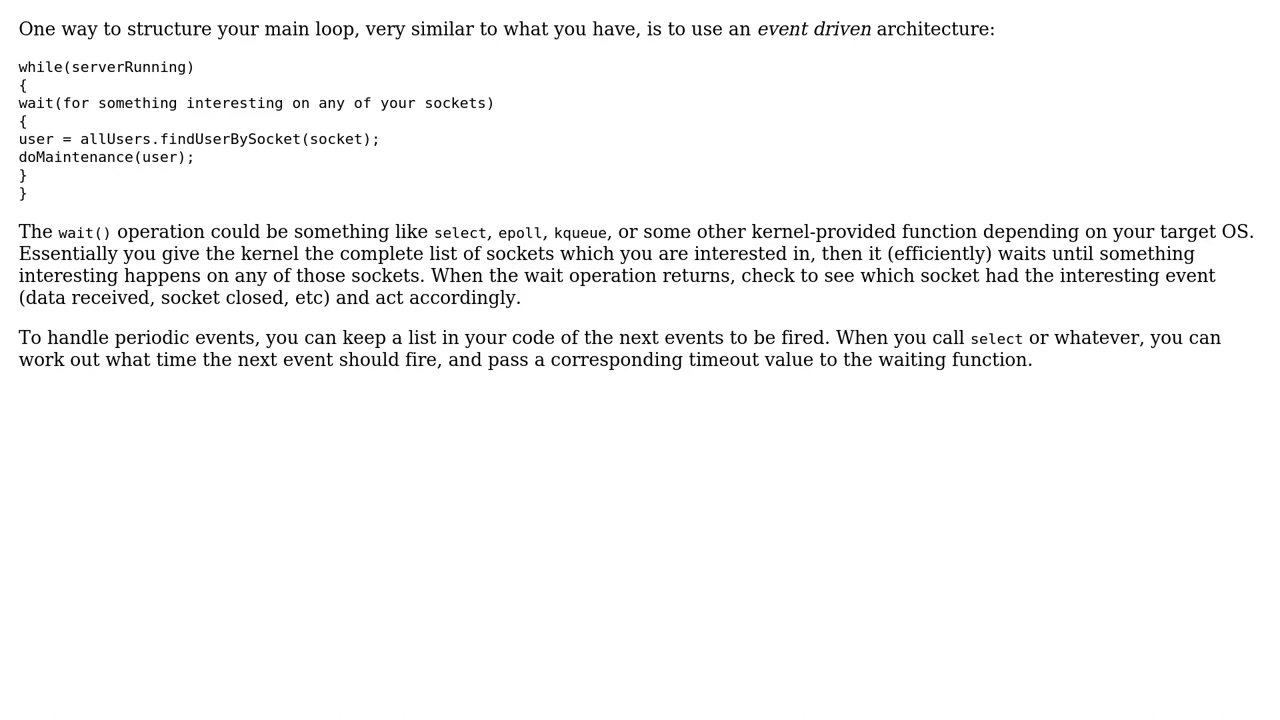 One way to structure your main loop, very similar to what you have, is to use an event driven architecture:
while(serverRunning)
{
wait(for something interesting on any of your sockets)
{
user = allUsers.findUserBySocket(socket);
doMaintenance(user);
}
}
The wait() operation could be something like select, epoll, kqueue, or some other kernel-provided function depending on your target OS.
Essentially you give the kernel the complete list of sockets which you are interested in, then it (efficiently) waits until something
interesting happens on any of those sockets. When the wait operation returns, check to see which socket had the interesting event
(data received, socket closed, etc) and act accordingly.
To handle periodic events, you can keep a list in your code of the next events to be fired. When you call select or whatever, you can
work out what time the next event should fire, and pass a corresponding timeout value to the waiting function.